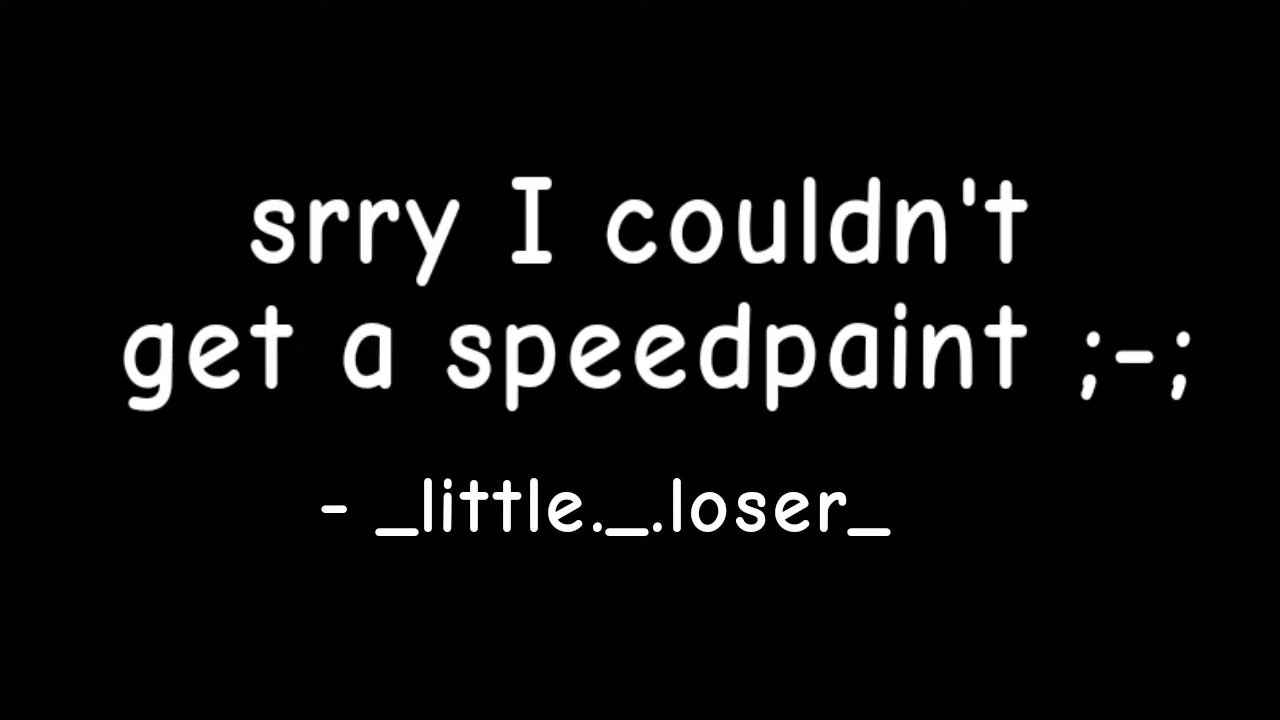 srry I couldn't
get a speedpaint ;-;
- _little._.loser_